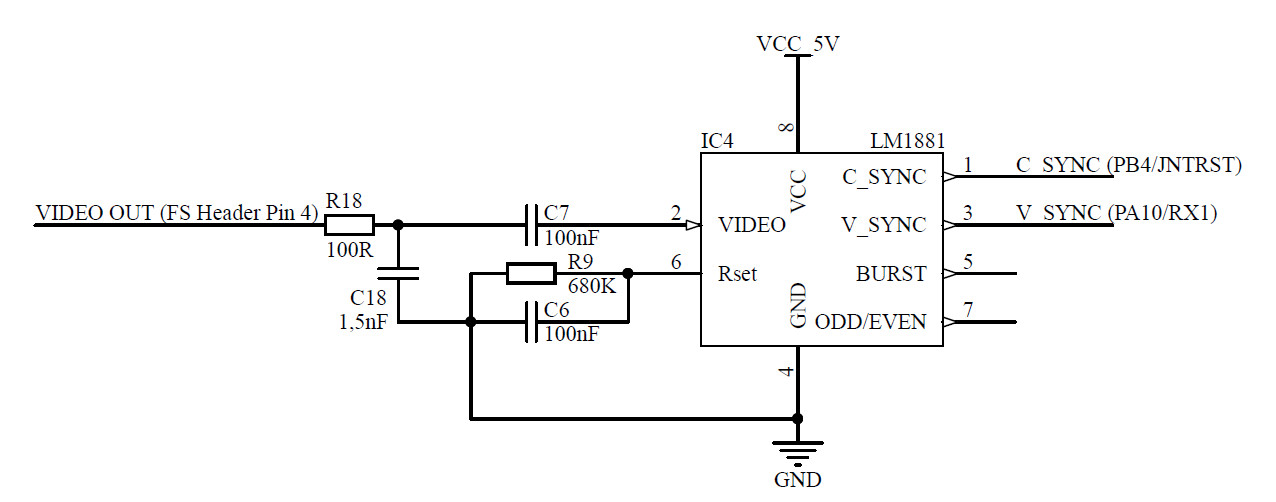 VCC_5V
8
IC4
LM1881
VCC
C_SYNC
1
C_SYNC (PB4/JNTRST)
VIDEO OUT (FS Header Pin 4)
R18
100R
C7
100nF
2
VIDEO
V_SYNC
3
V_SYNC (PA10/RX1)
R9
680K
6
Rset
BURST
5
C18
1,5nF
C6
100nF
GND
ODD/EVEN
7
4
GND